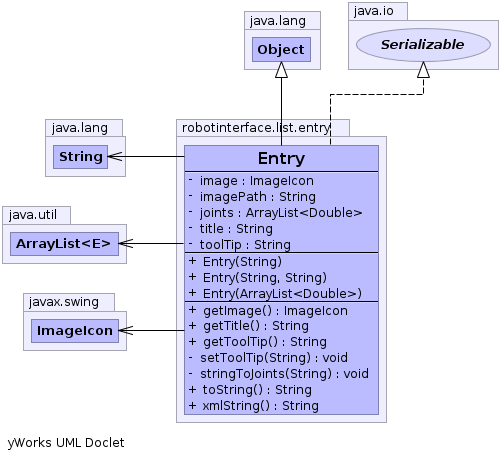 java.io
java.lang
Serializable
Object
java.lang
robotinterface.list.entry
String
Entry
- image : ImageIcon
- imagePath : String
- joints : ArrayList<Double>
- title : String
- toolTip : String
java.util
ArrayList<E>
+ Entry(String)
+ Entry(String, String)
+ Entry(ArrayList<Double>)
javax.swing
ImageIcon
+ getImage() : ImageIcon
+ getTitle() : String
+ getToolTip() : String
- setToolTip(String) : void
- stringToJoints(String) : void
+ toString() : String
+ xmlString() : String
yWorks UML Doclet